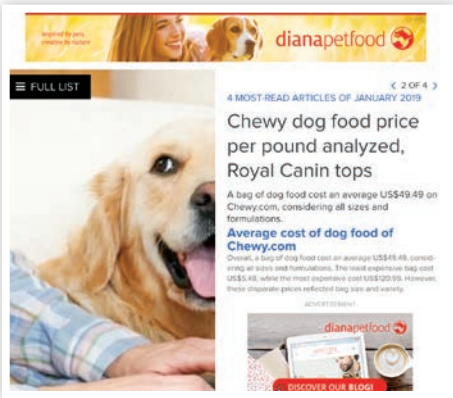 inspired by pets,
creative by nature
dianapetfood
FULL LIST
2 OF 4
4 MOST-READ ARTICLES OF JANUARY 2019
Chewy dog food price
per pound analyzed,
Royal Canin tops
A bag of dog food cost an average US$49.49 on
Chewy.com, considering all sizes and
formulations.
Average cost of dog food of
Chewy.com
Overall, a bag of dog food cost an average US$49.49, consid-
ering all sizes and formulations. The least expensive bag cost
US$5.48, while the most expensive cost US$120.99. However,
these disparate prices reflected bag size and variety.
ADVERTISEMENT
dianapetfood
DISCOVER OUR BLOG!